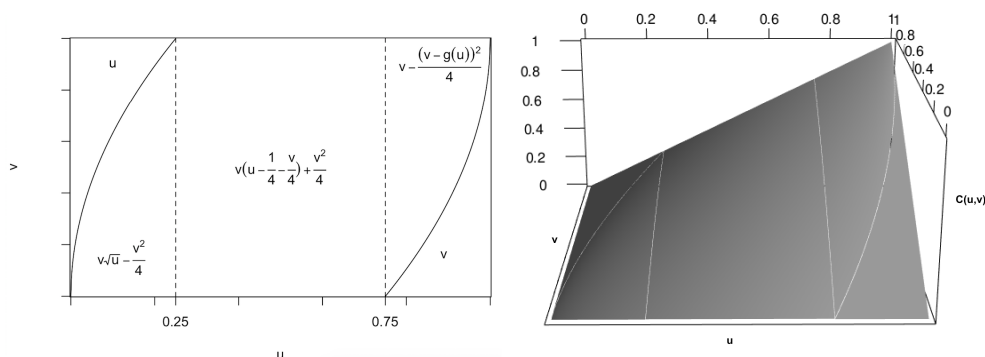 u
v − (v − g(u))² / 4
v(u − 1/4 − v/4) + v²/4
v√u − v²/4
v
v
0.25
0.75
u
0 0.2 0.4 0.6 0.8 1
1
0.8
0.6
0.4
0.2
0
1
0.8
0.6
0.4
0.2
0
C(u,v)
v
u